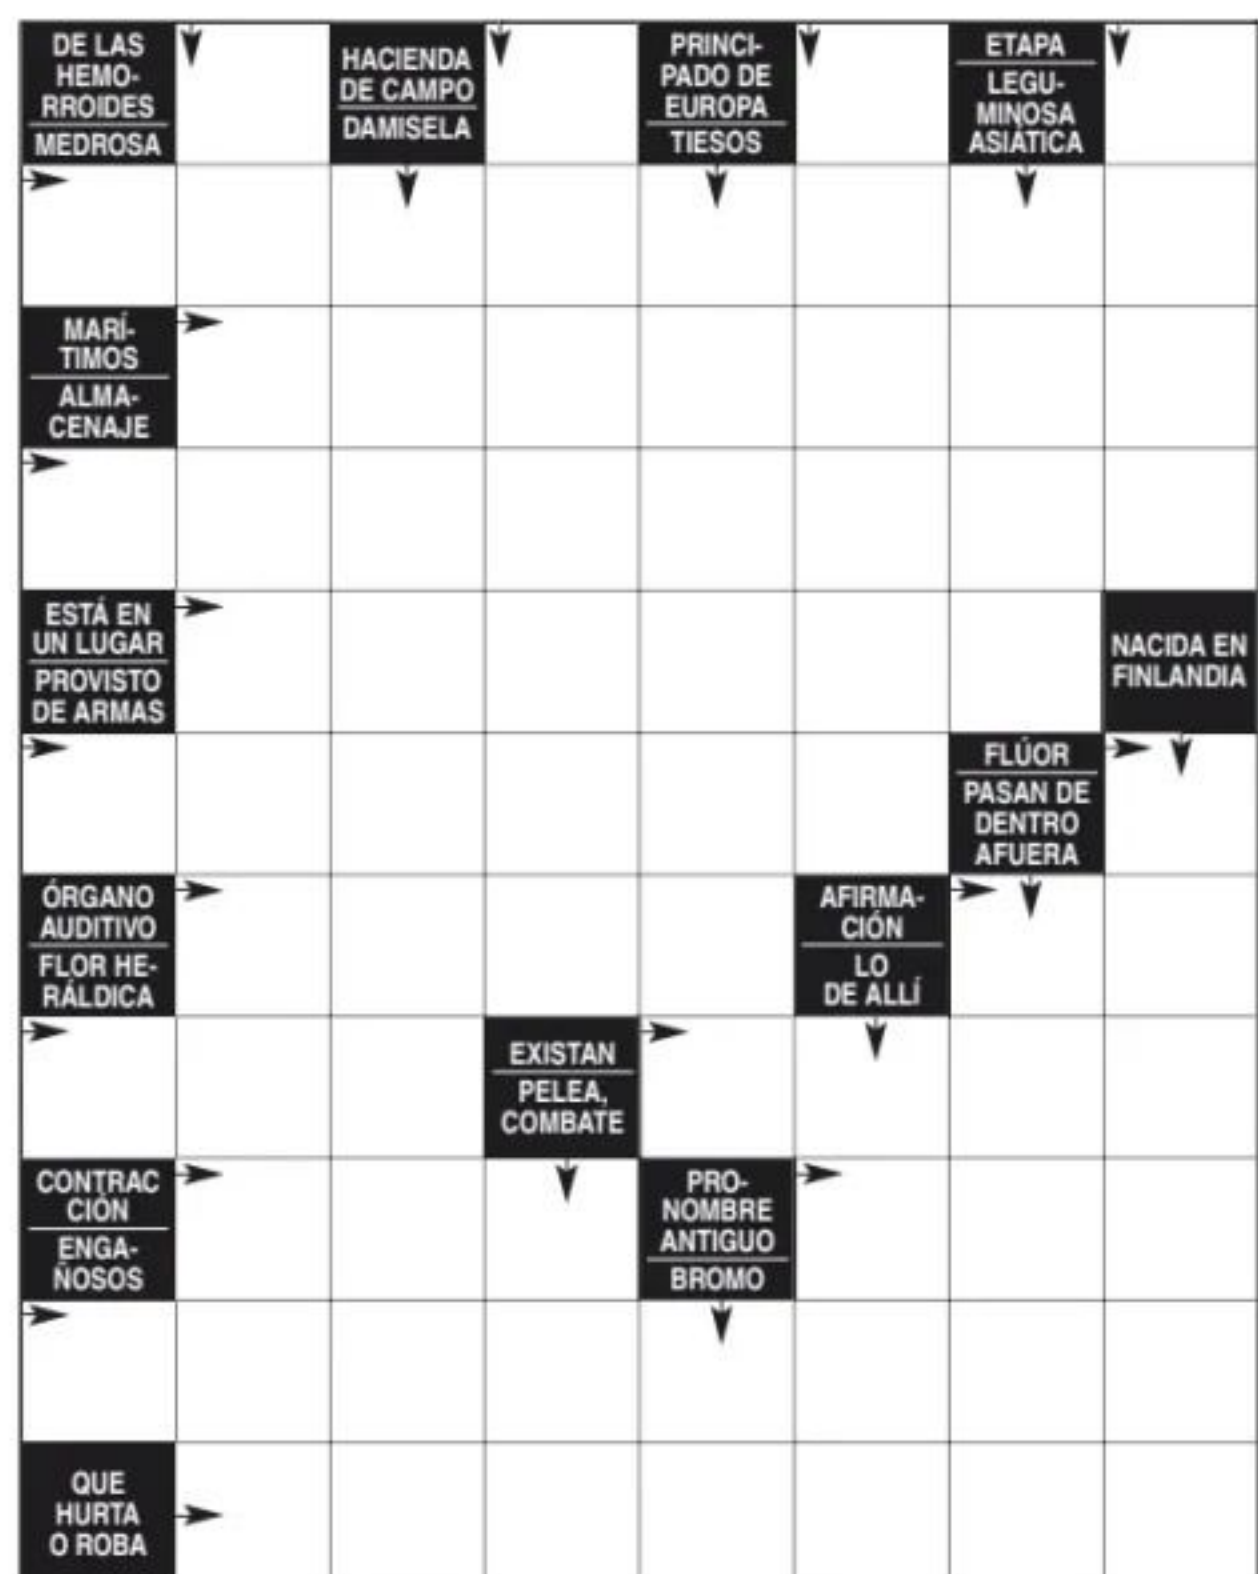 DE LAS
HEMO-
RROIDES
MEDROSA
HACIENDA
DE CAMPO
DAMISELA
PRINCI-
PADO DE
EUROPA
TIESOS
ETAPA
LEGU-
MINOSA
ASIÁTICA
MARÍ-
TIMOS
ALMA-
CENAJE
ESTÁ EN
UN LUGAR
PROVISTO
DE ARMAS
NACIDA EN
FINLANDIA
FLÚOR
PASAN DE
DENTRO
AFUERA
ÓRGANO
AUDITIVO
FLOR HE-
RÁLDICA
AFIRMA-
CIÓN
LO
DE ALLÍ
EXISTAN
PELEA,
COMBATE
CONTRAC
CIÓN
ENGA-
ÑOSOS
PRO-
NOMBRE
ANTIGUO
BROMO
QUE
HURTA
O ROBA